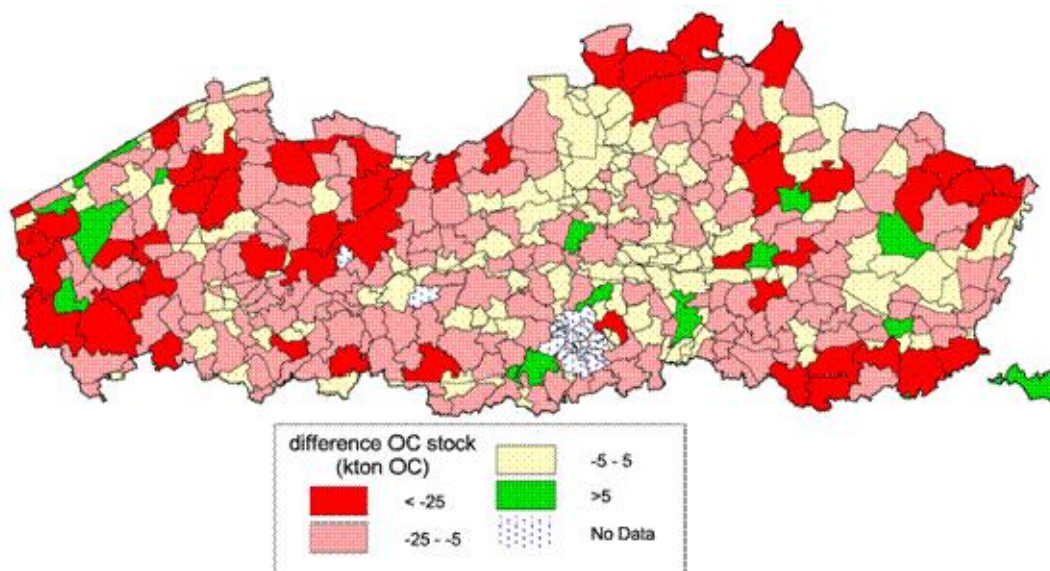 difference OC stock
(kton OC)
< -25
-25 - -5
-5 - 5
>5
No Data